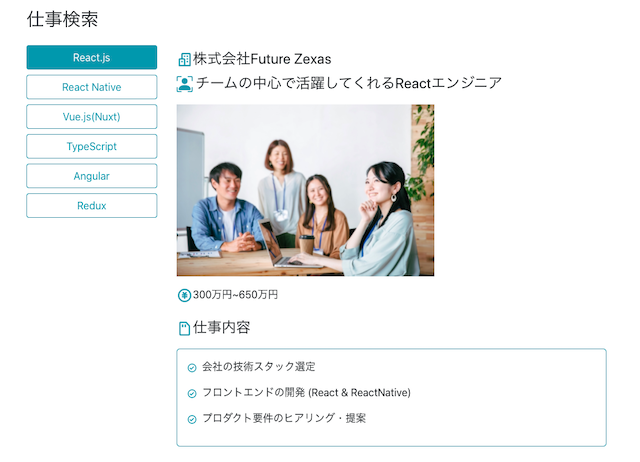 仕事検索
React.js
React Native
Vue.js(Nuxt)
TypeScript
Angular
Redux
株式会社Future Zexas
チームの中心で活躍してくれるReactエンジニア
300万円~650万円
仕事内容
会社の技術スタック選定
フロントエンドの開発 (React & ReactNative)
プロダクト要件のヒアリング・提案